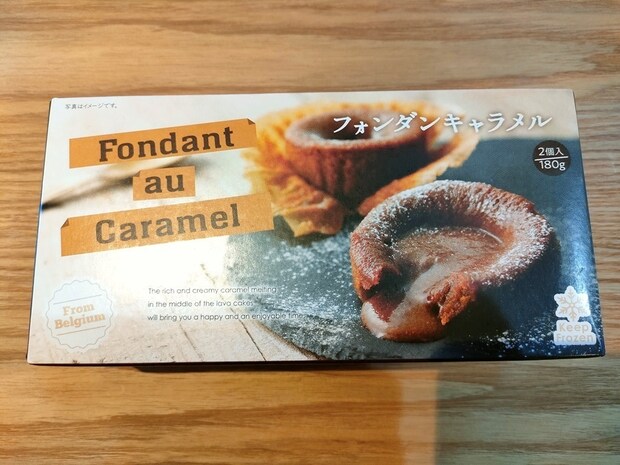 写真はイメージです。
フォンダンキャラメル
Fondant
au
Caramel
2個入
180g
The rich and creamy caramel melting
in the middle of the lava cakes
will bring you a happy and an enjoyable time.
From
Belgium
Keep
Frozen